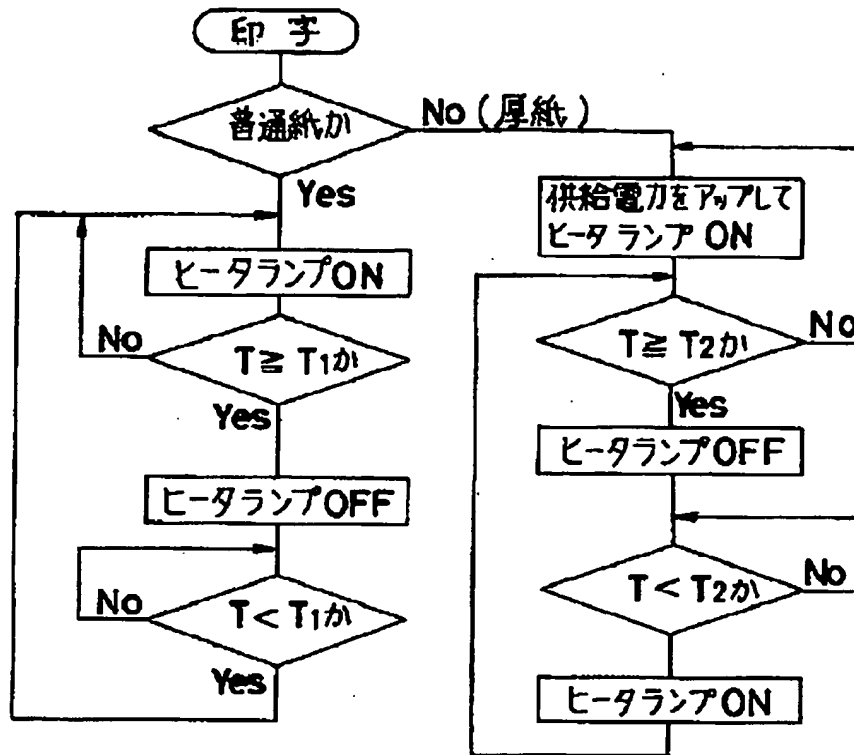 印字
普通紙か
No(厚紙)
Yes
ヒータランプON
No
T≧T1か
Yes
ヒータランプOFF
No
T<T1か
Yes
供給電力をアップして
ヒータランプON
T≧T2か
No
Yes
ヒータランプOFF
T<T2か
No
ヒータランプON